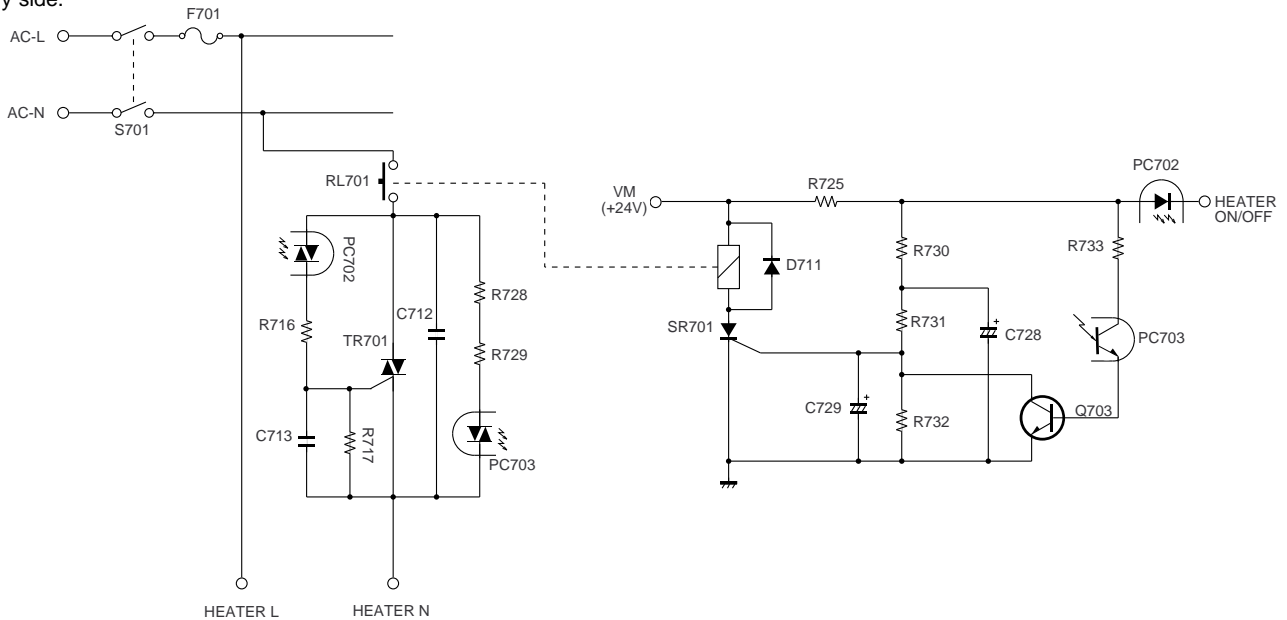 y side.
F701
AC-L
AC-N
S701
RL701
PC702
R716
TR701
C712
R728
R729
C713
R717
PC703
HEATER L
HEATER N
VM
(+24V)
R725
PC702
HEATER
ON/OFF
R730
R733
D711
SR701
R731
C728
PC703
C729
R732
Q703